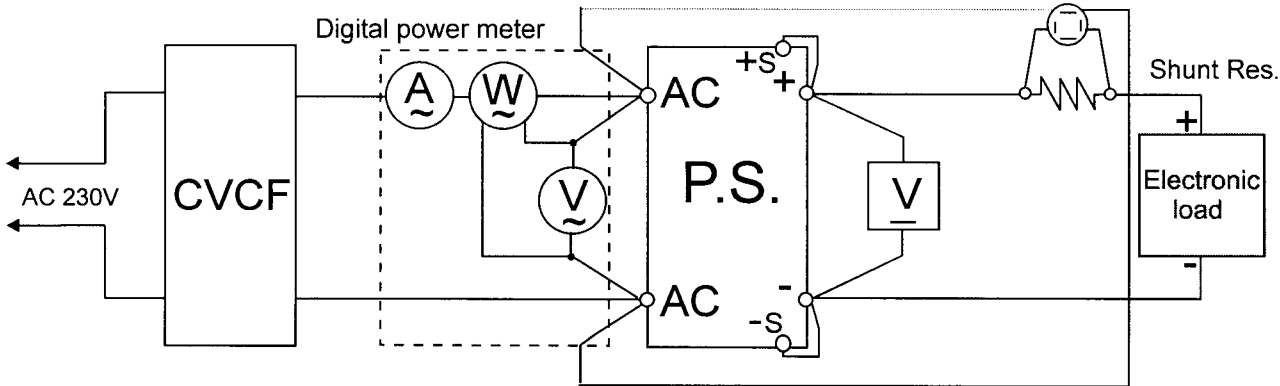 Digital power meter
AC 230V
CVCF
A
~
W
~
V
~
AC
AC
P.S.
+S
+
-
-S
V
Shunt Res.
+
Electronic
load
-